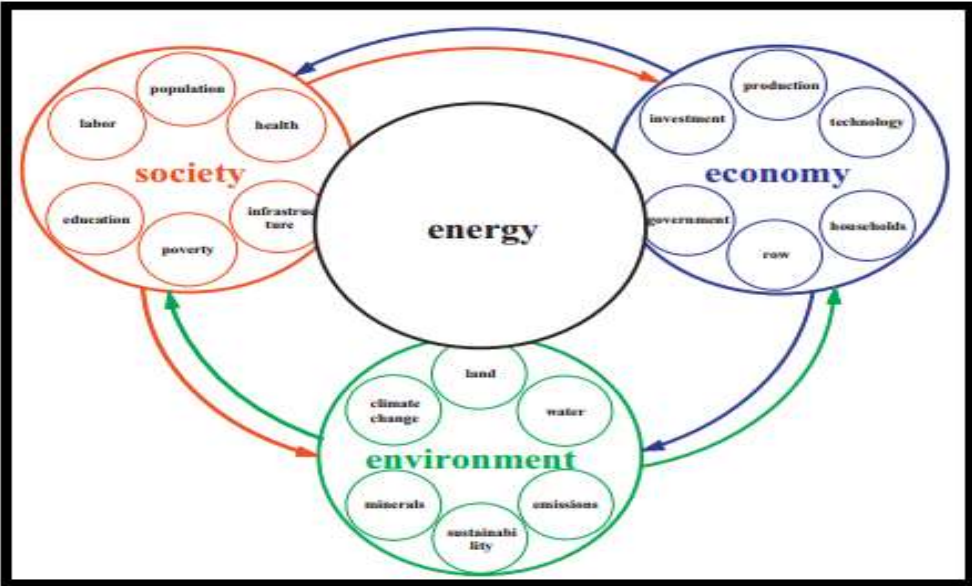 population
labor
health
society
education
infrastruc
ture
poverty
energy
production
investment
technology
economy
government
households
row
land
climate
change
water
environment
minerals
emissions
sustainabi
lity